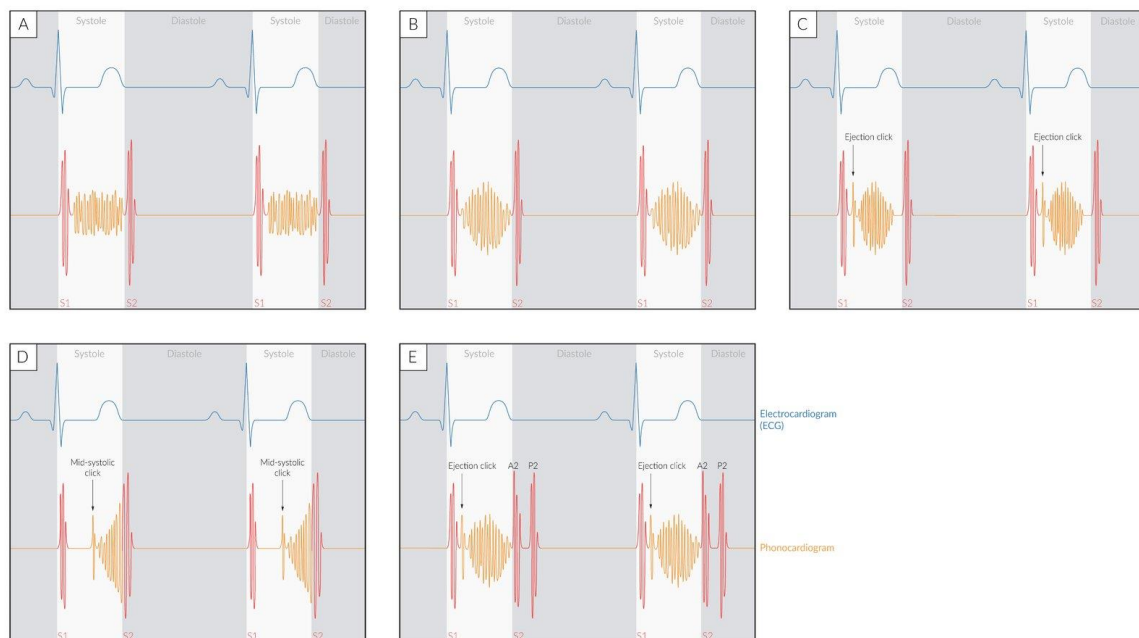 A
Systole
Diastole
Systole
Diastole
S1
S2
S1
S2
B
Systole
Diastole
Systole
Diastole
S1
S2
S1
S2
C
Systole
Diastole
Systole
Diastole
Ejection click
Ejection click
S1
S2
S1
S2
D
Systole
Diastole
Systole
Diastole
Mid-systolic
click
Mid-systolic
click
S1
S2
S1
S2
E
Systole
Diastole
Systole
Diastole
Ejection click
A2
P2
Ejection click
A2
P2
S1
S2
S1
S2
Electrocardiogram
(ECG)
Phonocardiogram